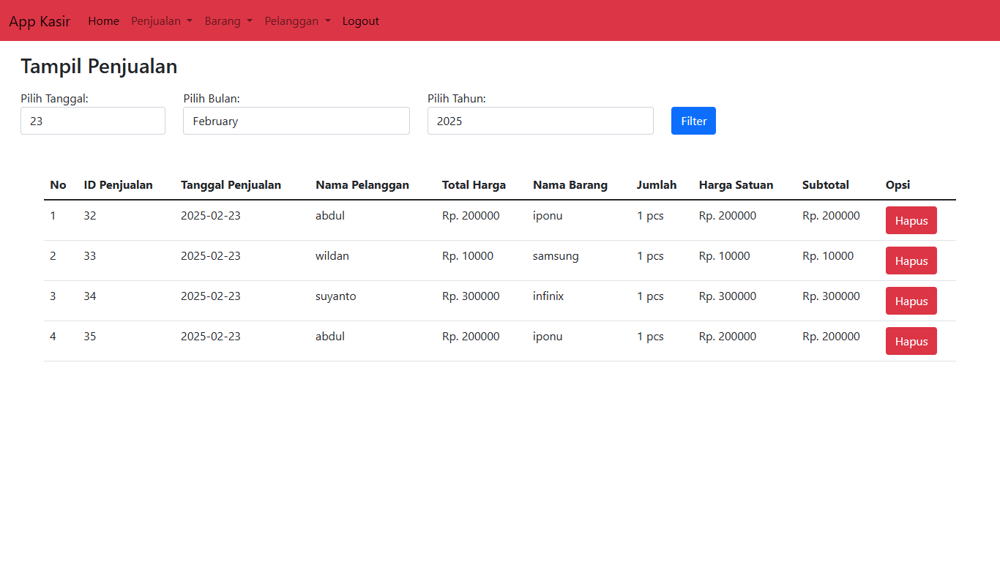 App Kasir Home Penjualan Barang Pelanggan Logout
Tampil Penjualan
Pilih Tanggal: Pilih Bulan: Pilih Tahun:
23 February 2025 Filter
No ID Penjualan Tanggal Penjualan Nama Pelanggan Total Harga Nama Barang Jumlah Harga Satuan Subtotal Opsi
1 32 2025-02-23 abdul Rp. 200000 iponu 1 pcs Rp. 200000 Rp. 200000 Hapus
2 33 2025-02-23 wildan Rp. 10000 samsung 1 pcs Rp. 10000 Rp. 10000 Hapus
3 34 2025-02-23 suyanto Rp. 300000 infinix 1 pcs Rp. 300000 Rp. 300000 Hapus
4 35 2025-02-23 abdul Rp. 200000 iponu 1 pcs Rp. 200000 Rp. 200000 Hapus